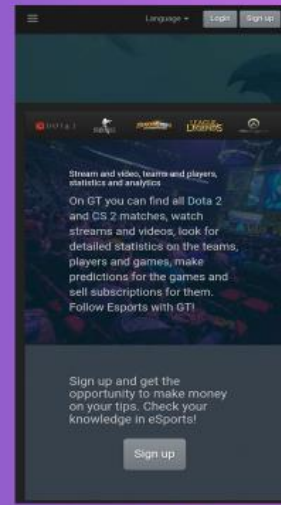 Language
Login
Sign up
DOTA 2
LEAGUE
LEGENDS
Stream and video, teams and players,
statistics and analytics
On GT you can find all Dota 2
and CS 2 matches, watch
streams and videos, look for
detailed statistics on the teams,
players and games, make
predictions for the games and
sell subscriptions for them.
Follow Esports with GT!
Sign up and get the
opportunity to make money
on your tips. Check your
knowledge in eSports!
Sign up